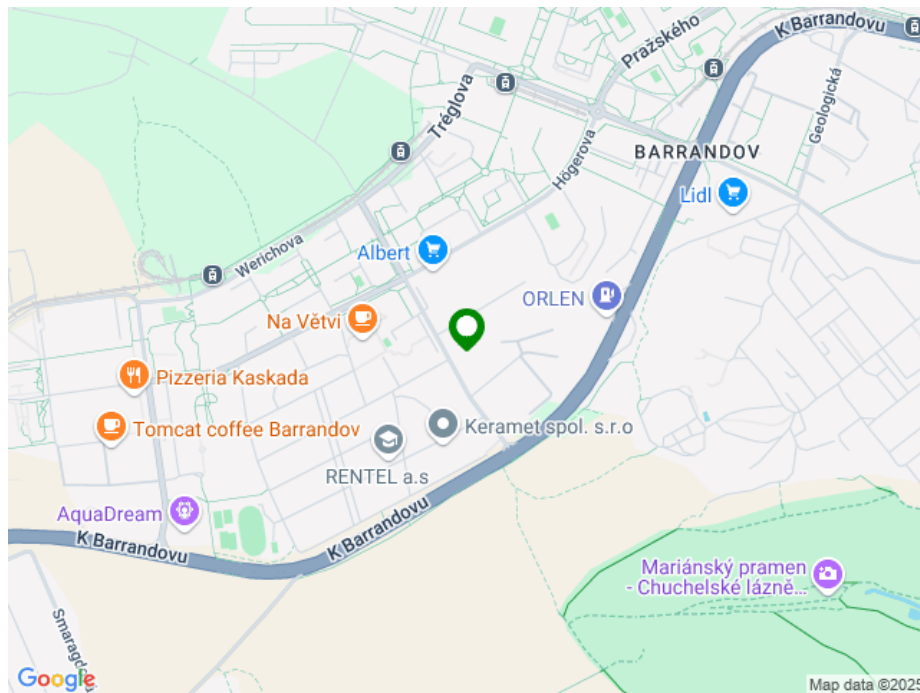 K Barrandovu
Pražského
Geologická
Tréglova
Högerova
BARRANDOV
Lidl
Werichova
Albert
ORLEN
Na Větvi
Pizzeria Kaskada
Tomcat coffee Barrandov
Keramet spol. s.r.o
RENTEL a.s
AquaDream
K Barrandovu
K Barrandovu
Mariánský pramen
- Chuchelské lázně...
Google
Map data ©2025